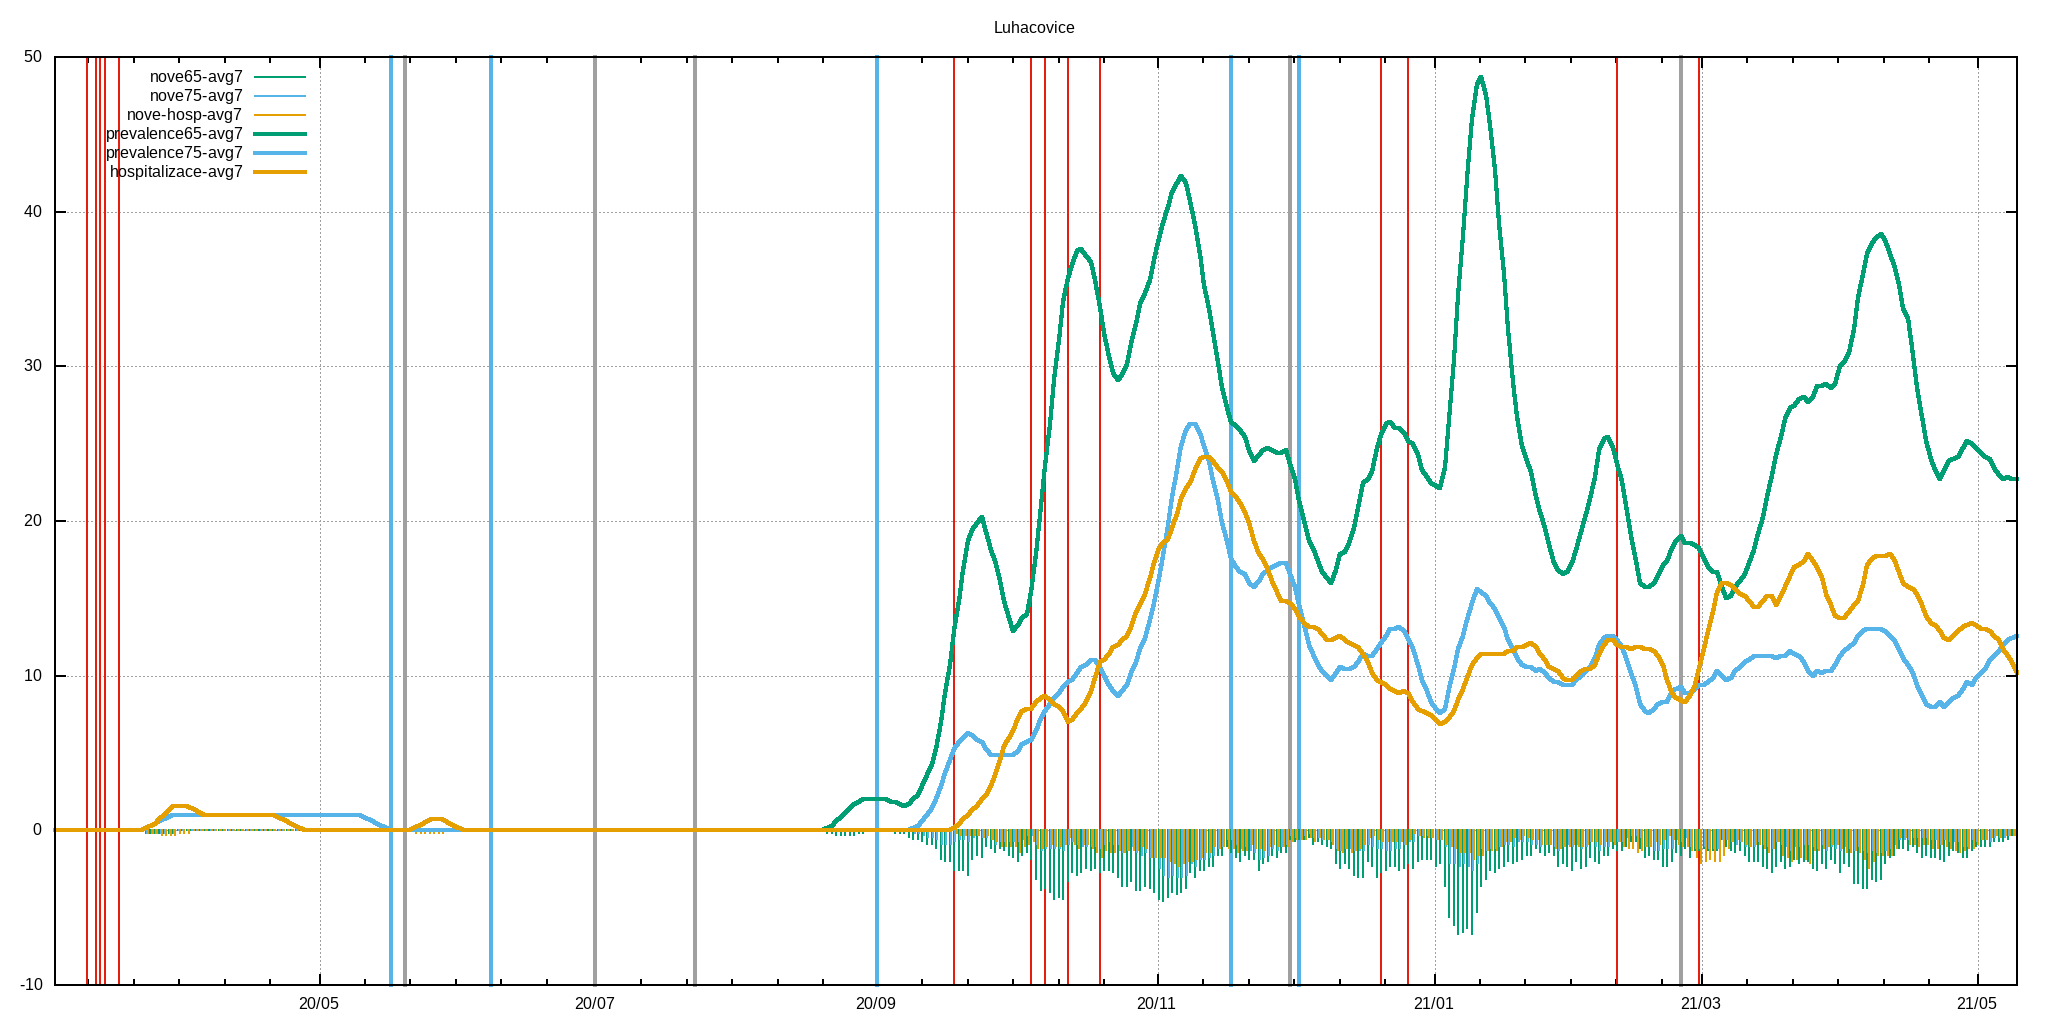 Luhacovice
50
nove65-avg7
nove75-avg7
nove-hosp-avg7
prevalence65-avg7
prevalence75-avg7
hospitalizace-avg7
40
30
20
10
0
-10
20/05 20/07 20/09 20/11 21/01 21/03 21/05